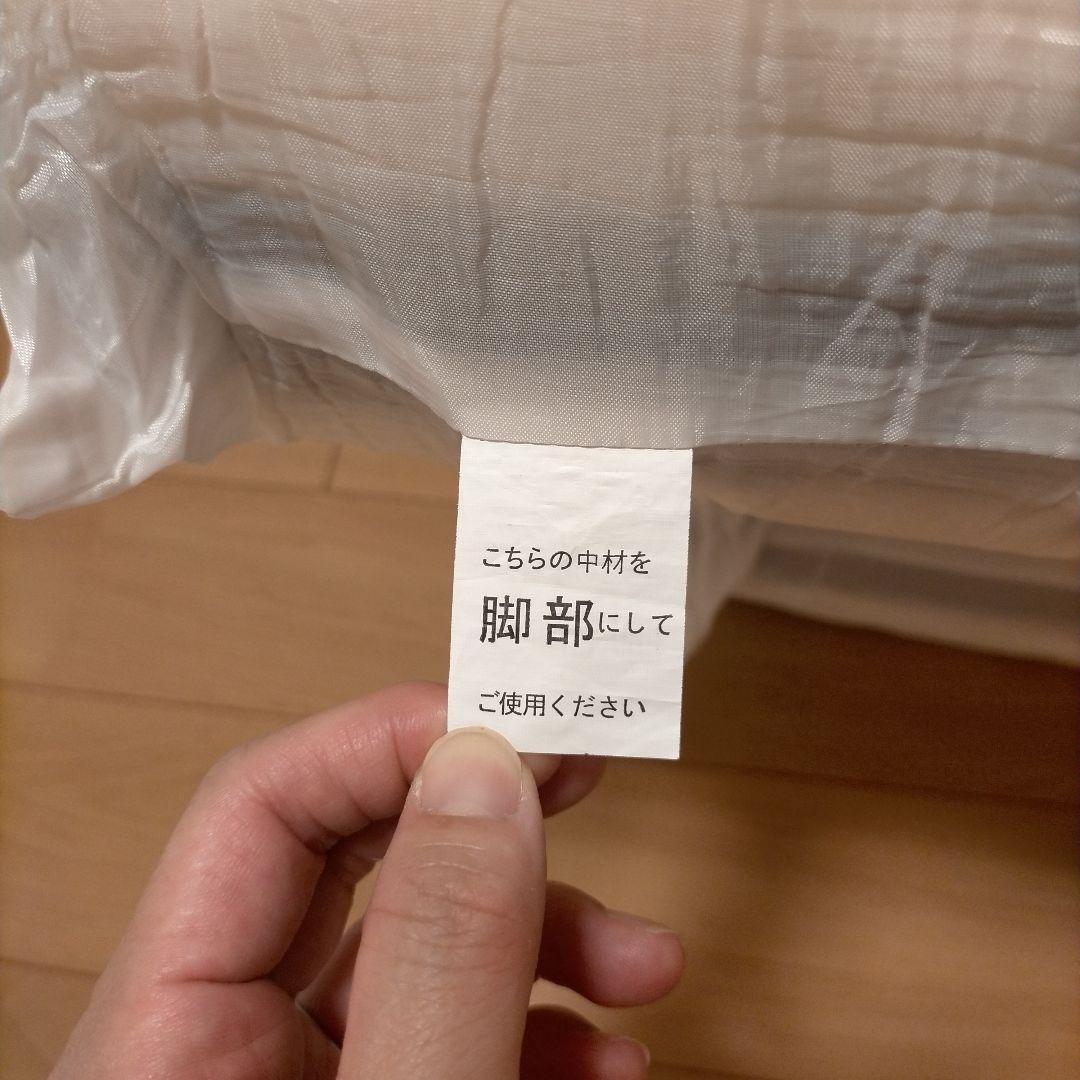 こちらの中材を
脚部にして
ご使用ください